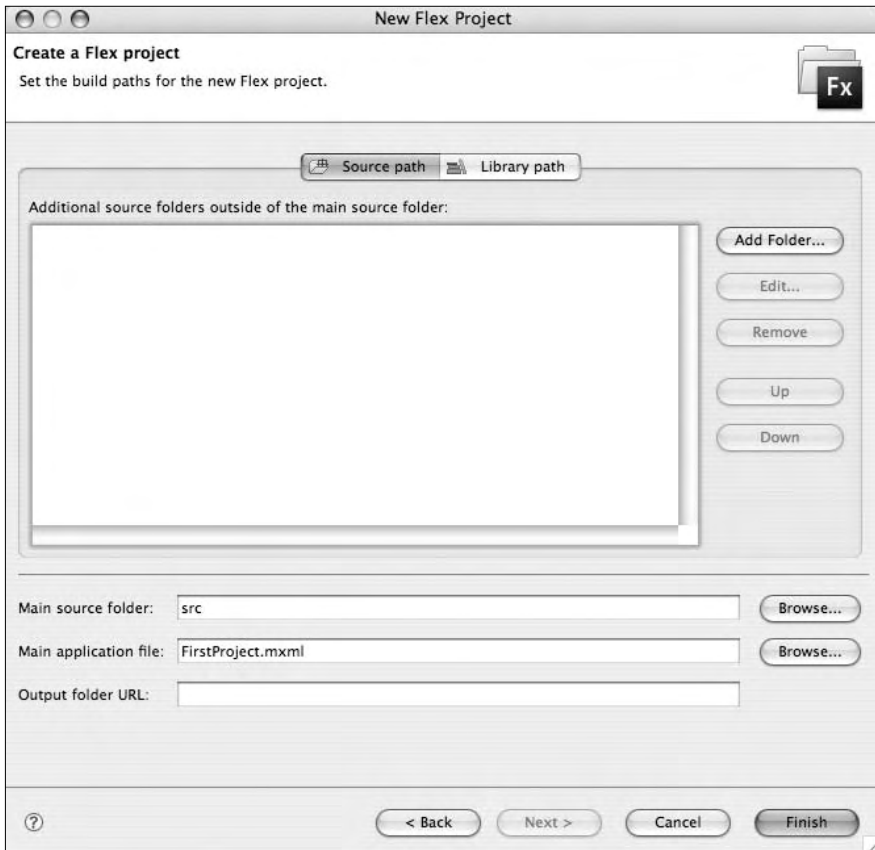 New Flex Project
Create a Flex project
Set the build paths for the new Flex project.
Fx
Source path
Library path
Additional source folders outside of the main source folder:
Add Folder...
Edit...
Remove
Up
Down
Main source folder:
src
Browse...
Main application file:
FirstProject.mxml
Browse...
Output folder URL:
?
< Back
Next >
Cancel
Finish